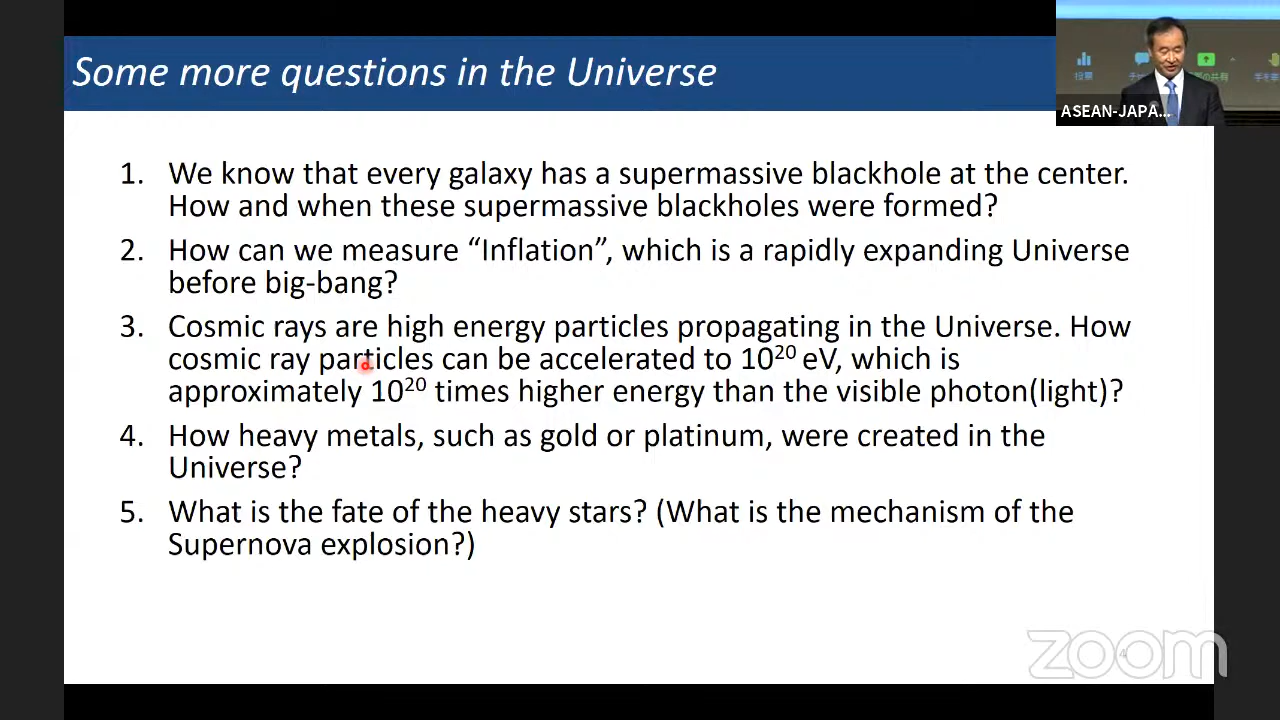 Some more questions in the Universe
投票
ASEAN-JAPA...
1. We know that every galaxy has a supermassive blackhole at the center.
How and when these supermassive blackholes were formed?
2. How can we measure “Inflation”, which is a rapidly expanding Universe
before big-bang?
3. Cosmic rays are high energy particles propagating in the Universe. How
cosmic ray particles can be accelerated to 10²⁰ eV, which is
approximately 10²⁰ times higher energy than the visible photon(light)?
4. How heavy metals, such as gold or platinum, were created in the
Universe?
5. What is the fate of the heavy stars? (What is the mechanism of the
Supernova explosion?)
zoom
4